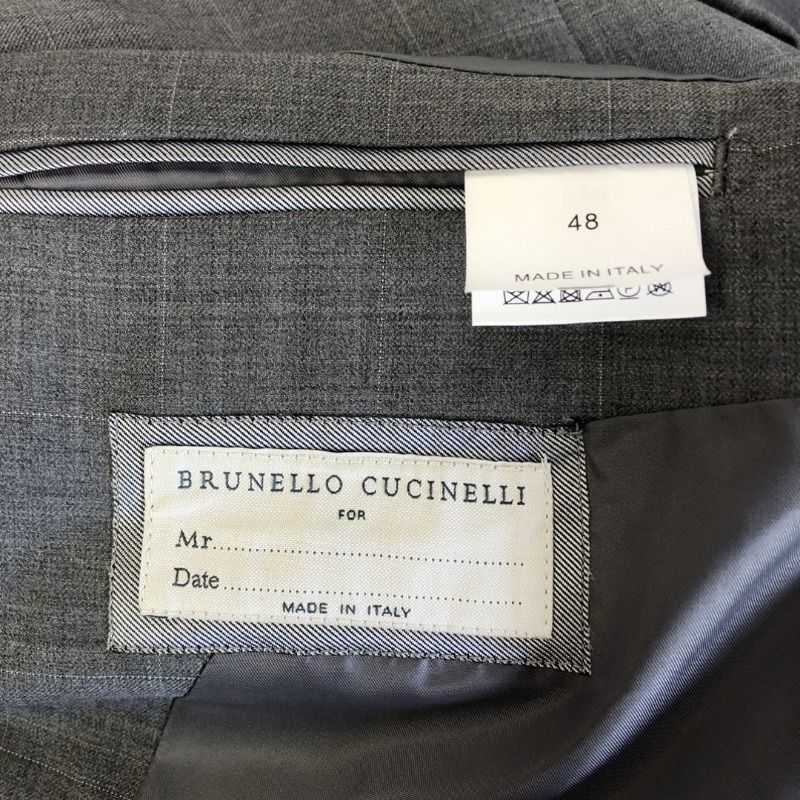 48
MADE IN ITALY
BRUNELLO CUCINELLI
FOR
Mr.
Date
MADE IN ITALY